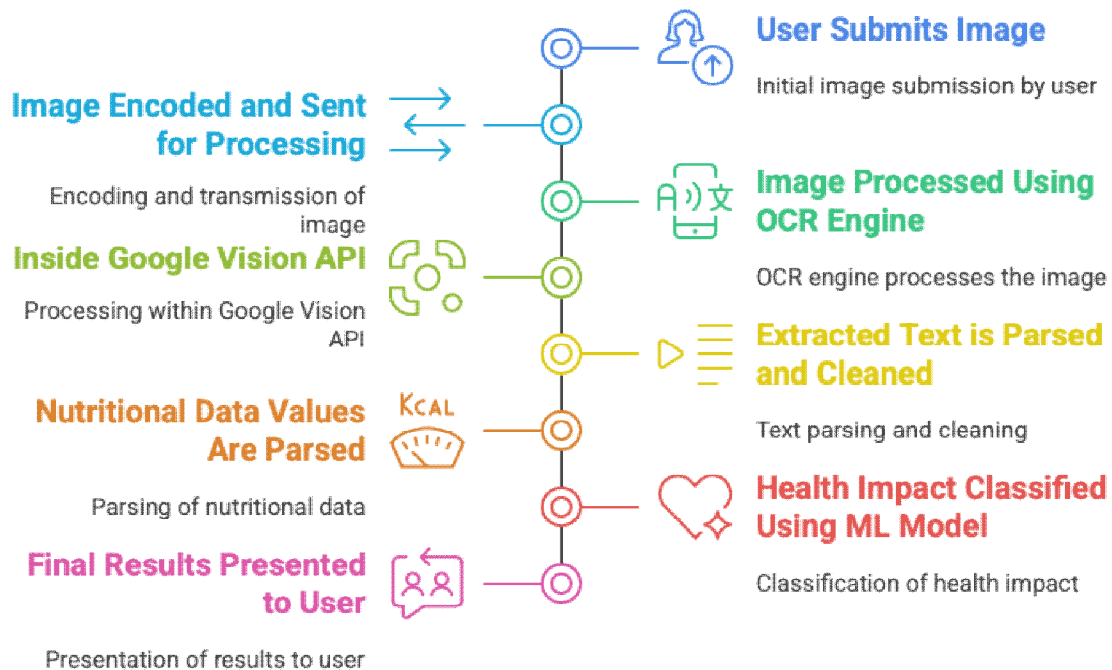 User Submits Image
Initial image submission by user
Image Encoded and Sent
for Processing
Encoding and transmission of
image
A 文
Image Processed Using
OCR Engine
OCR engine processes the image
Inside Google Vision API
Processing within Google Vision
API
Extracted Text is Parsed
and Cleaned
Text parsing and cleaning
KCAL
Nutritional Data Values
Are Parsed
Parsing of nutritional data
Health Impact Classified
Using ML Model
Classification of health impact
Final Results Presented
to User
Presentation of results to user